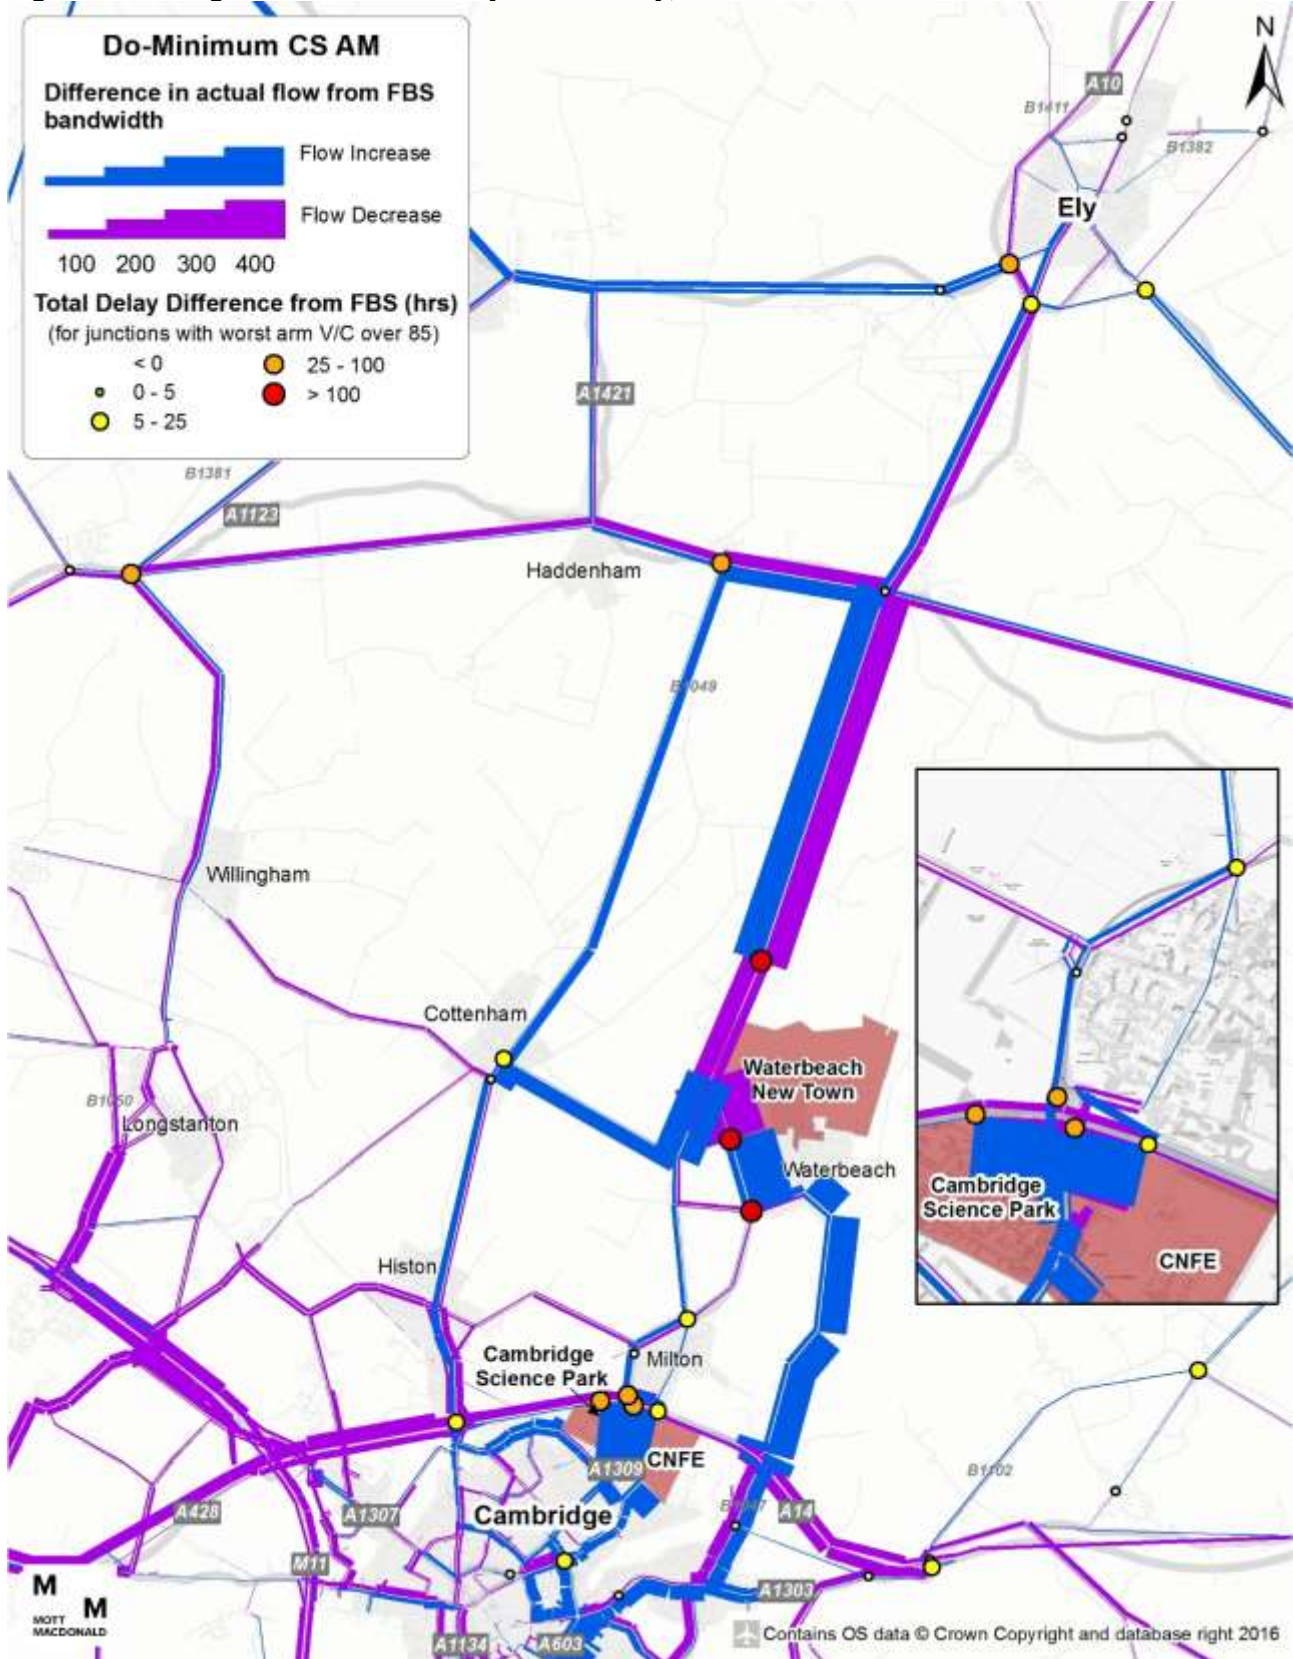 Do-Minimum CS AM
Difference in actual flow from FBS
bandwidth
Flow Increase
Flow Decrease
100 200 300 400
Total Delay Difference from FBS (hrs)
(for junctions with worst arm V/C over 85)
< 0
25 - 100
0 - 5
> 100
5 - 25
N
A10
B1411
B1382
Ely
A1421
B1381
A1123
Haddenham
Willingham
Cottenham
Waterbeach
New Town
Longstanton
Waterbeach
Cambridge
Science Park
CNFE
Histon
Cambridge
Science Park
Milton
CNFE
A1309
B1102
A428
A1307
Cambridge
A14
M11
A1303
M
M
MOTT
MACDONALD
A1134
A603
Contains OS data © Crown Copyright and database right 2016